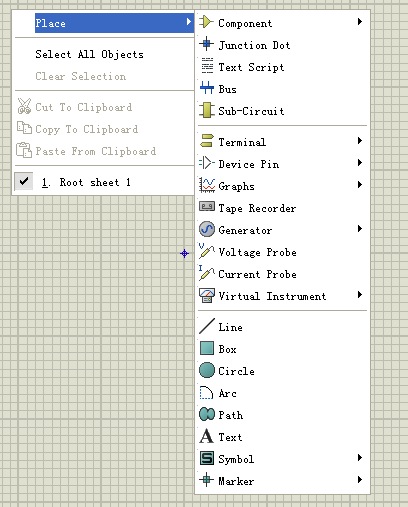 Place
Select All Objects
Clear Selection
Cut To Clipboard
Copy To Clipboard
Paste From Clipboard
1. Root sheet 1
Component
Junction Dot
Text Script
Bus
Sub-Circuit
Terminal
Device Pin
Graphs
Tape Recorder
Generator
Voltage Probe
Current Probe
Virtual Instrument
Line
Box
Circle
Arc
Path
Text
Symbol
Marker